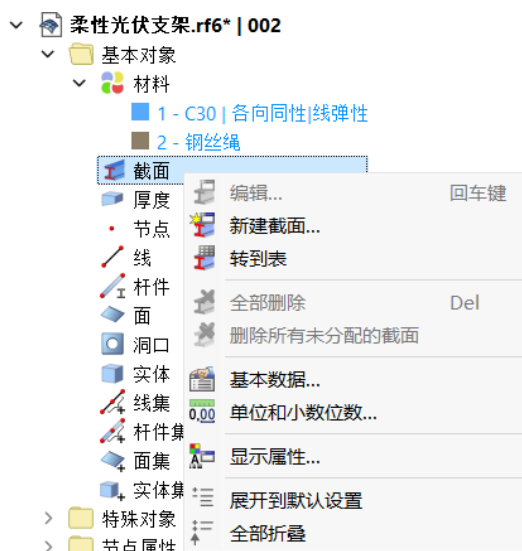 柔性光伏支架.rf6* | 002
基本对象
材料
1 - C30 | 各向同性|线弹性
2 - 钢丝绳
截面
厚度
节点
线
杆件
面
洞口
实体
线集
杆件集
面集
实体集
特殊对象
节点属性
编辑... 回车键
新建截面...
转到表
全部删除 Del
删除所有未分配的截面
基本数据...
0,00 单位和小数位数...
显示属性...
展开到默认设置
全部折叠